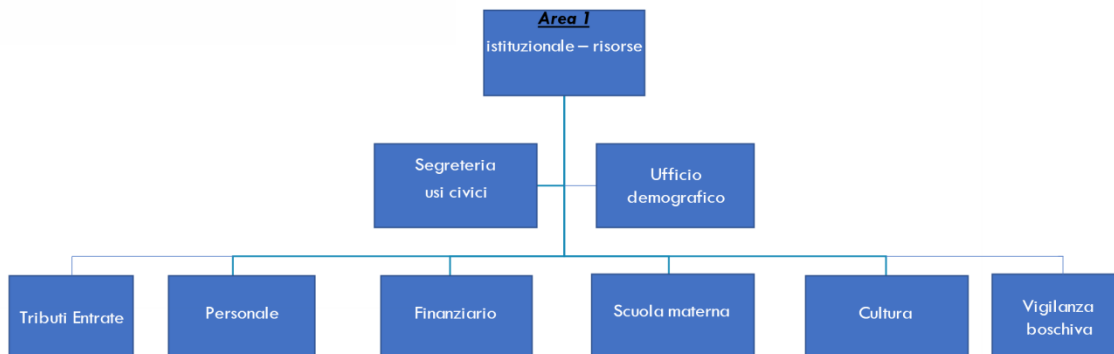 Area 1
istituzionale – risorse
Segreteria
usi civici
Ufficio
demografico
Tributi Entrate
Personale
Finanziario
Scuola materna
Cultura
Vigilanza
boschiva